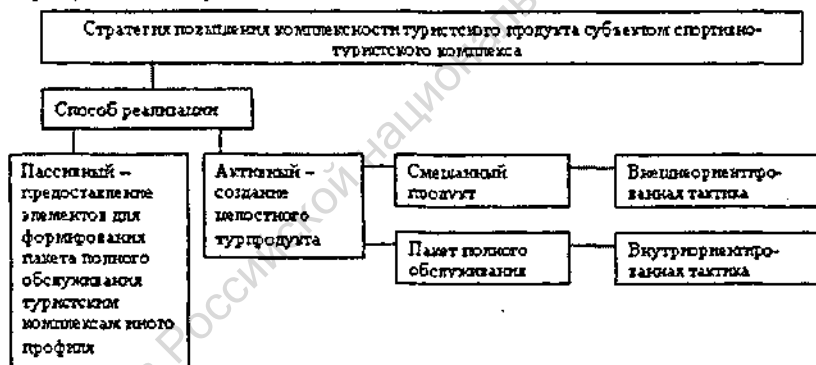 Стратегия повышения комплексности туристского продукта субъектом спортивно-
туристского комплекса
Способ реализации
Пассивный –
предоставление
элементов для
формирования
пакета полного
обслуживания
туристским
комплексам иного
профиля
Активный –
создание
целостного
турпродукта
Смешанный
продукт
Внешнеориентиро-
ванная тактика
Пакет полного
обслуживания
Внутриориентиро-
ванная тактика
Российской национальн